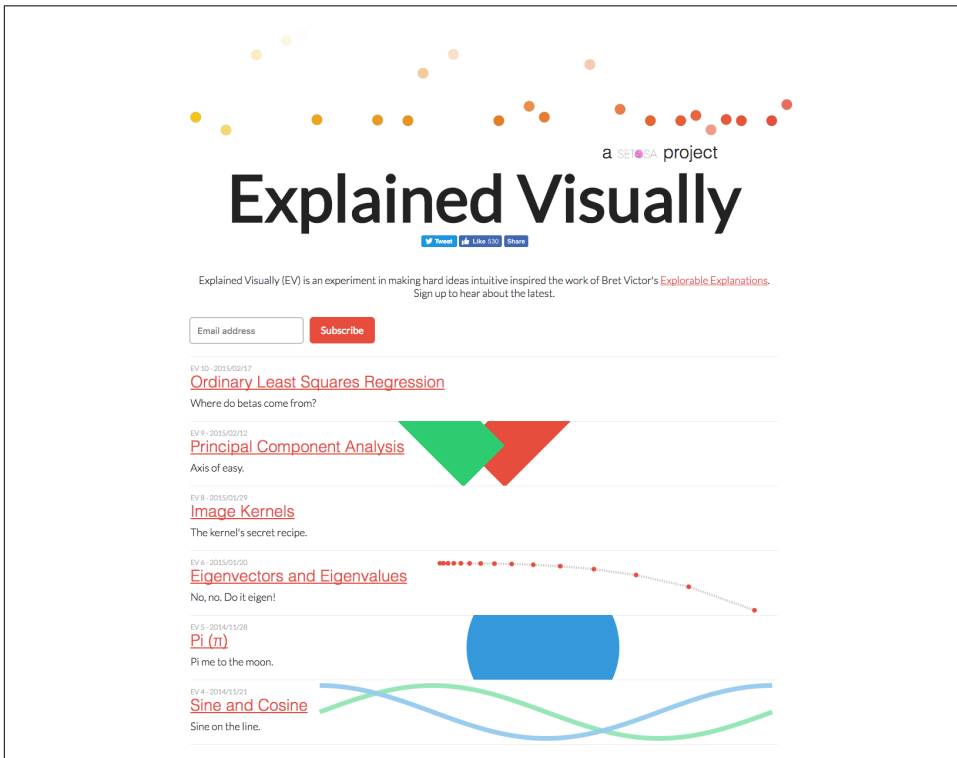 a SETOSA project
Explained Visually
Tweet Like 530 Share
Explained Visually (EV) is an experiment in making hard ideas intuitive inspired the work of Bret Victor's Explorable Explanations.
Sign up to hear about the latest.
Email address Subscribe
EV 10 - 2015/02/17
Ordinary Least Squares Regression
Where do betas come from?
EV 9 - 2015/02/12
Principal Component Analysis
Axis of easy.
EV 8 - 2015/01/29
Image Kernels
The kernel's secret recipe.
EV 6 - 2015/01/20
Eigenvectors and Eigenvalues
No, no. Do it eigen!
EV 5 - 2014/11/28
Pi (π)
Pi me to the moon.
EV 4 - 2014/11/21
Sine and Cosine
Sine on the line.